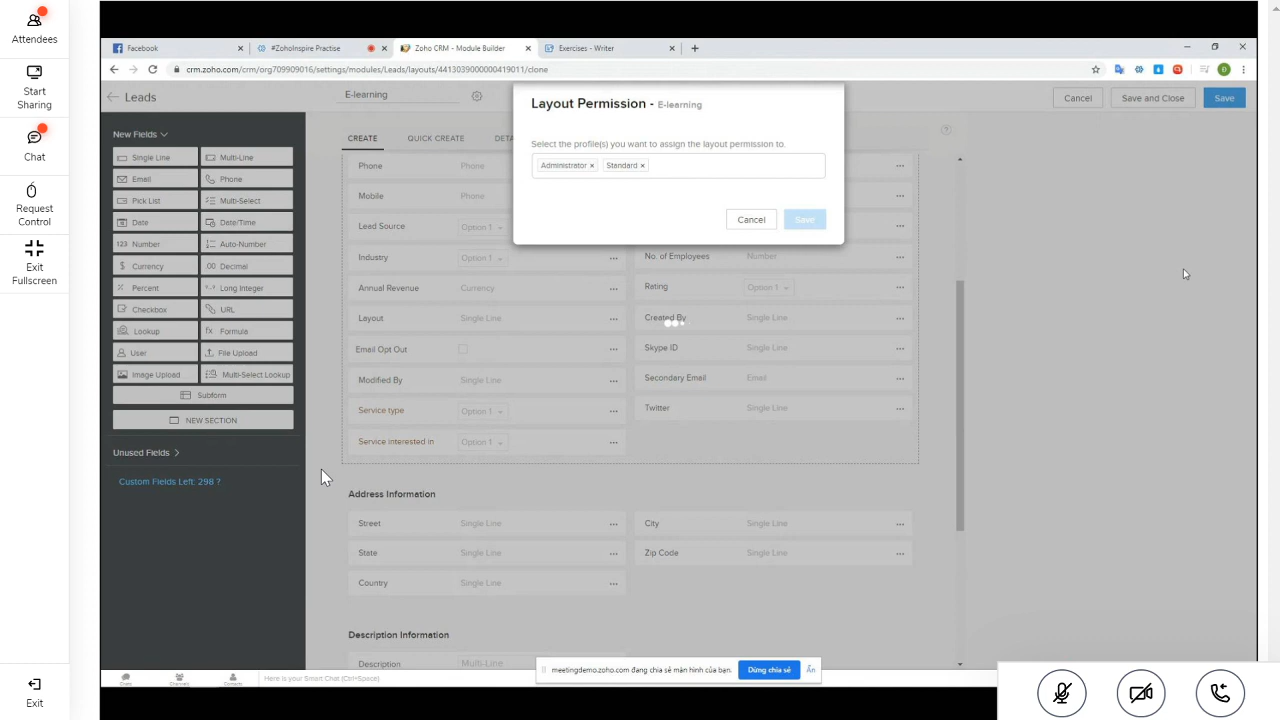 Attendees
Start
Sharing
Chat
Request
Control
Exit
Fullscreen
Exit
Facebook
#ZohoInspire Practise
Zoho CRM - Module Builder
Exercises - Writer
crm.zoho.com/crm/org709909016/settings/modules/Leads/layouts/4413039000000419011/clone
Leads
E-learning
Cancel
Save and Close
Save
New Fields
Single Line
Multi-Line
Email
Phone
Pick List
Multi-Select
Date
Date/Time
123 Number
Auto-Number
$ Currency
Decimal
Percent
Long Integer
Checkbox
URL
Lookup
fx Formula
User
File Upload
Image Upload
Multi-Select Lookup
Subform
NEW SECTION
Unused Fields
Custom Fields Left: 298 ?
CREATE
QUICK CREATE
DETA
Layout Permission - E-learning
Select the profile(s) you want to assign the layout permission to.
Administrator ×
Standard ×
Cancel
Save
Phone Phone
Mobile Phone
Lead Source Option 1
Industry Option 1
No. of Employees Number
Annual Revenue Currency
Rating Option 1
Layout Single Line
Created By Single Line
Email Opt Out
Skype ID Single Line
Modified By Single Line
Secondary Email Email
Service type Option 1
Twitter Single Line
Service interested in Option 1
Address Information
Street Single Line
City Single Line
State Single Line
Zip Code Single Line
Country Single Line
Description Information
Description Multi-Line
meetingdemo.zoho.com đang chia sẻ màn hình của bạn.
Dừng chia sẻ
Ẩn
Chats
Channels
Contacts
Here is your Smart Chat (Ctrl+Space)